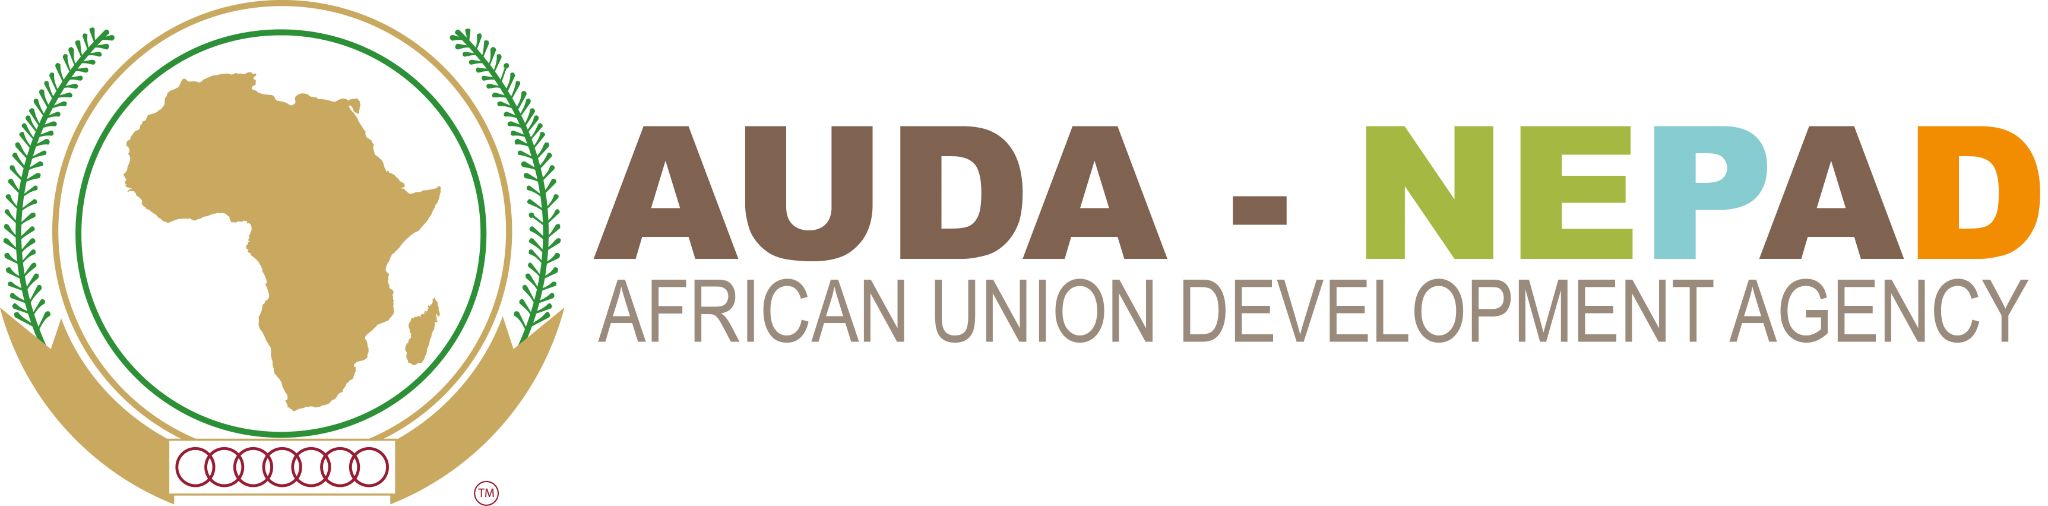 AUDA - NEPAD
AFRICAN UNION DEVELOPMENT AGENCY
TM